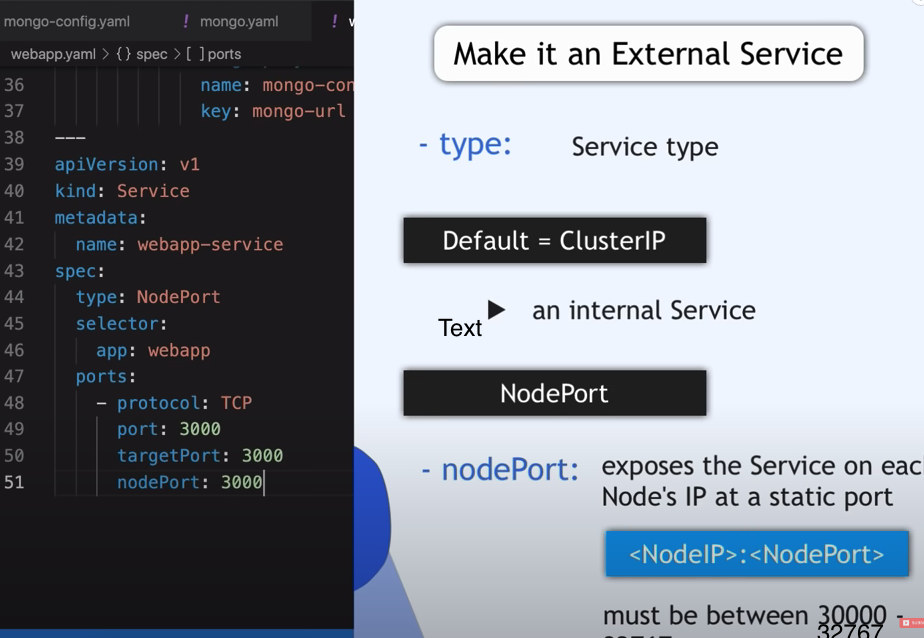 mongo-config.yaml ! mongo.yaml ! w
webapp.yaml > {} spec > [ ] ports
36 name: mongo-con
37 key: mongo-url
38 ---
39 apiVersion: v1
40 kind: Service
41 metadata:
42 name: webapp-service
43 spec:
44 type: NodePort
45 selector:
46 app: webapp
47 ports:
48 - protocol: TCP
49 port: 3000
50 targetPort: 3000
51 nodePort: 3000
Make it an External Service
- type: Service type
Default = ClusterIP
▶ an internal Service
Text
NodePort
- nodePort: exposes the Service on eac
Node's IP at a static port
<NodeIP>:<NodePort>
must be between 30000 -
32767